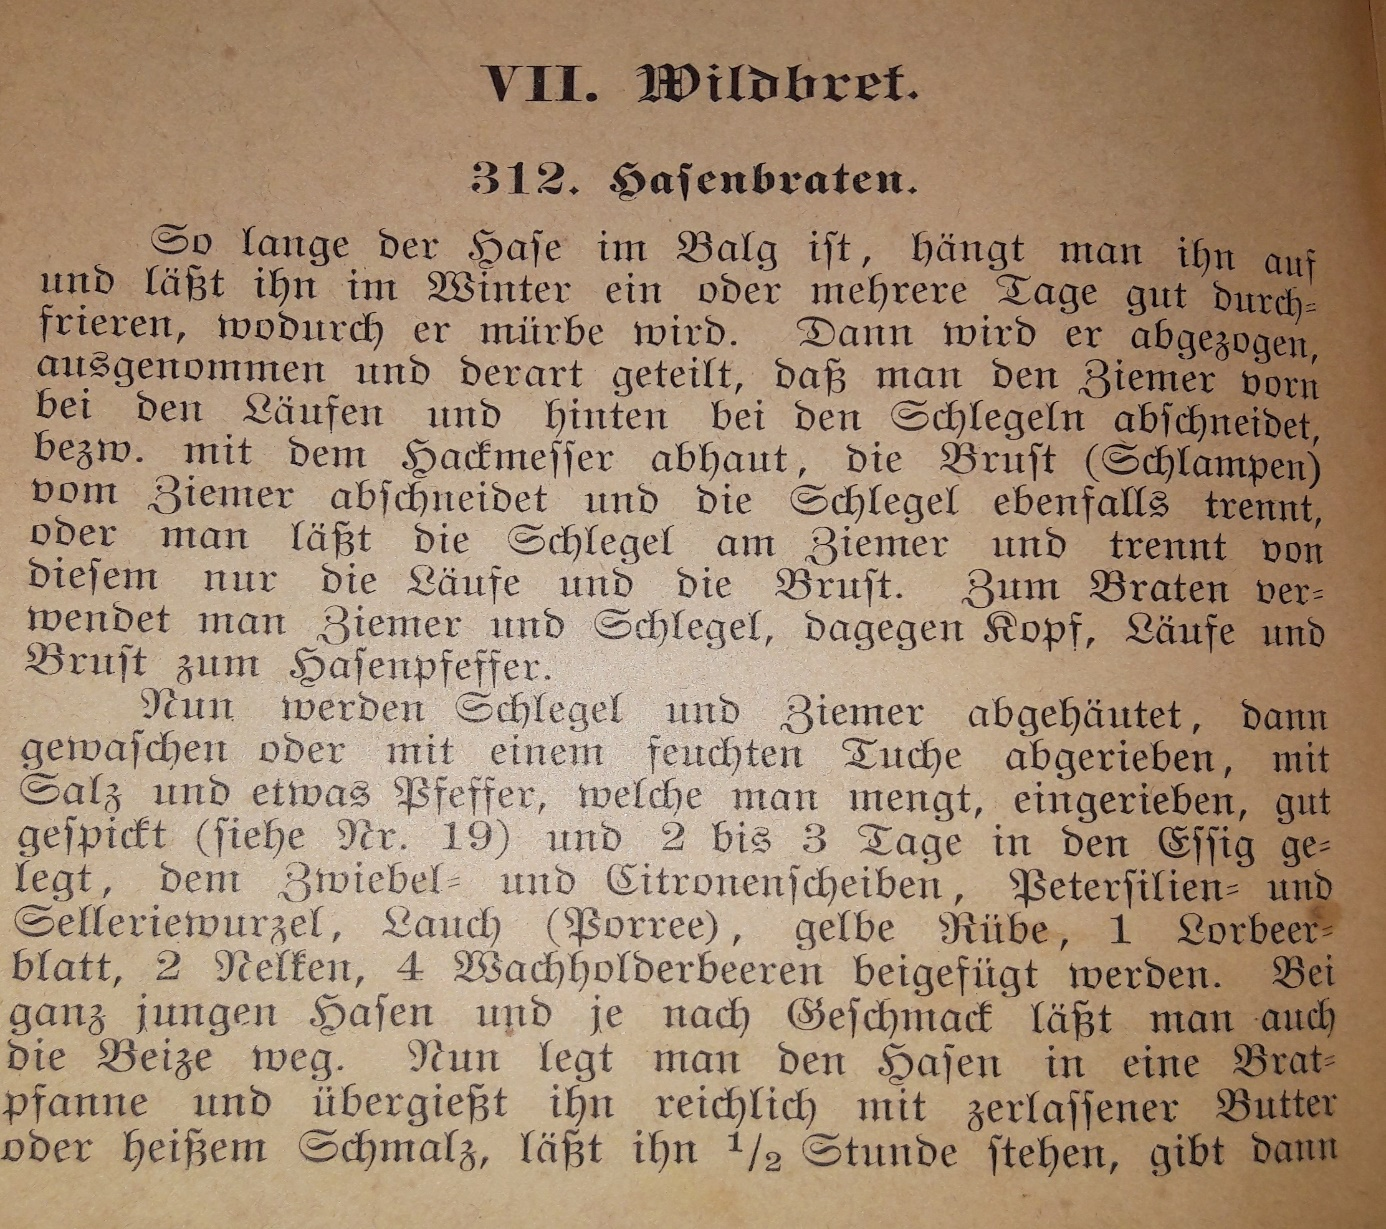 VII. Wildbret.
312. Hasenbraten.
So lange der Hase im Balg ist, hängt man ihn auf
und läßt ihn im Winter ein oder mehrere Tage gut durch-
frieren, wodurch er mürbe wird. Dann wird er abgezogen,
ausgenommen und derart geteilt, daß man den Ziemer vorn
bei den Läufen und hinten bei den Schlegeln abschneidet,
bezw. mit dem Hackmesser abhaut, die Brust (Schlampen)
vom Ziemer abschneidet und die Schlegel ebenfalls trennt,
oder man läßt die Schlegel am Ziemer und trennt von
diesem nur die Läufe und die Brust. Zum Braten ver-
wendet man Ziemer und Schlegel, dagegen Kopf, Läufe und
Brust zum Hasenpfeffer.
Nun werden Schlegel und Ziemer abgehäutet, dann
gewaschen oder mit einem feuchten Tuche abgerieben, mit
Salz und etwas Pfeffer, welche man mengt, eingerieben, gut
gespickt (siehe Nr. 19) und 2 bis 3 Tage in den Essig ge-
legt, dem Zwiebel- und Citronenscheiben, Petersilien- und
Selleriewurzel, Lauch (Porree), gelbe Rübe, 1 Lorbeer-
blatt, 2 Nelken, 4 Wachholderbeeren beigefügt werden. Bei
ganz jungen Hasen und je nach Geschmack läßt man auch
die Beize weg. Nun legt man den Hasen in eine Brat-
pfanne und übergießt ihn reichlich mit zerlassener Butter
oder heißem Schmalz, läßt ihn 1/2 Stunde stehen, gibt dann